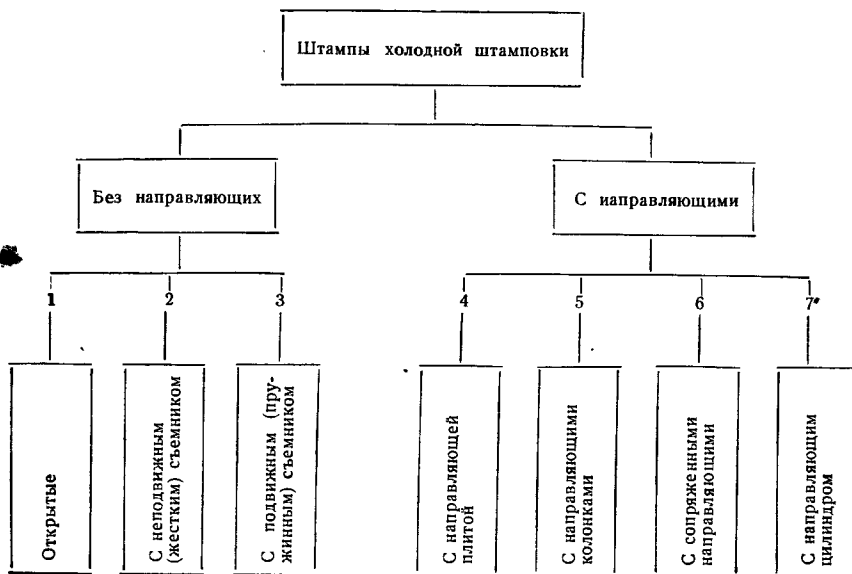 Штампы холодной штамповки
Без направляющих
С иаправляющими
1
2
3
4
5
6
7
Открытые
С неподвижным
(жестким) съемником
С подвижным (пру-
жинным) съемником
С направляющей
плитой
С направляющими
колонками
С сопряженными
направляющими
С направляющим
цилиндром